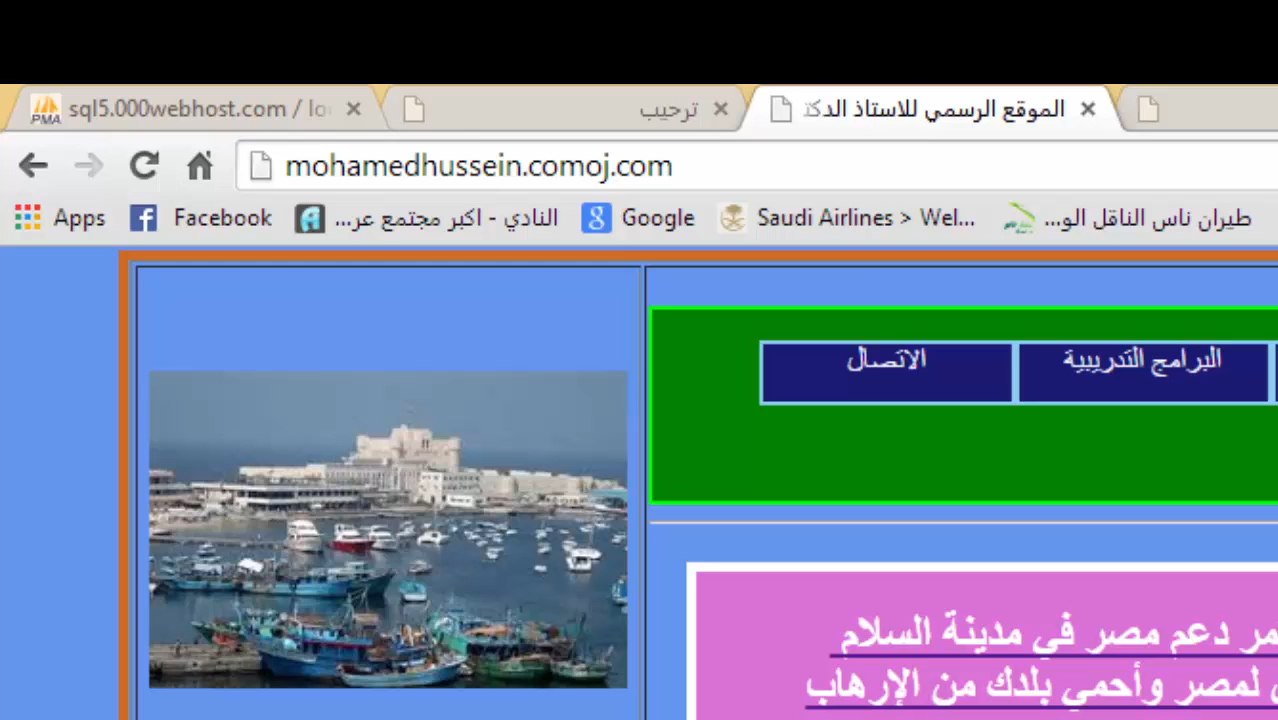 sql5.000webhost.com / lo
ترحيب
الموقع الرسمي للاستاذ الدكت
mohamedhussein.comoj.com
Apps
Facebook
النادي - اكبر مجتمع عر...
Google
Saudi Airlines > Wel...
طيران ناس الناقل الو...
البرامج التدريبية
الاتصال
مر دعم مصر في مدينة السلام
لمصر وأحمي بلدك من الإرهاب